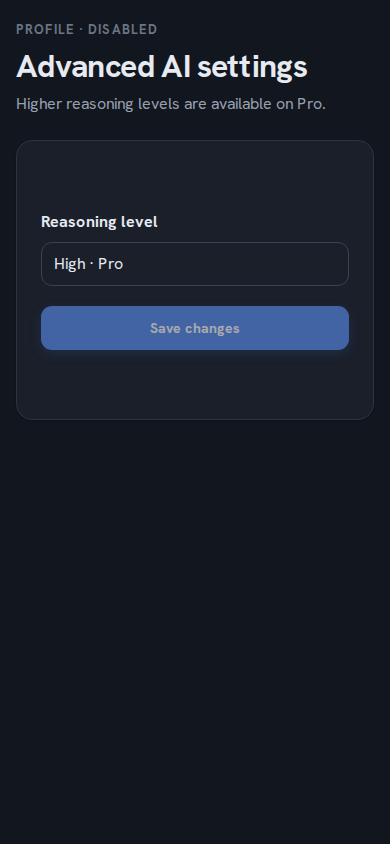 PROFILE · DISABLED
Advanced AI settings
Higher reasoning levels are available on Pro.
Reasoning level
High · Pro
Save changes